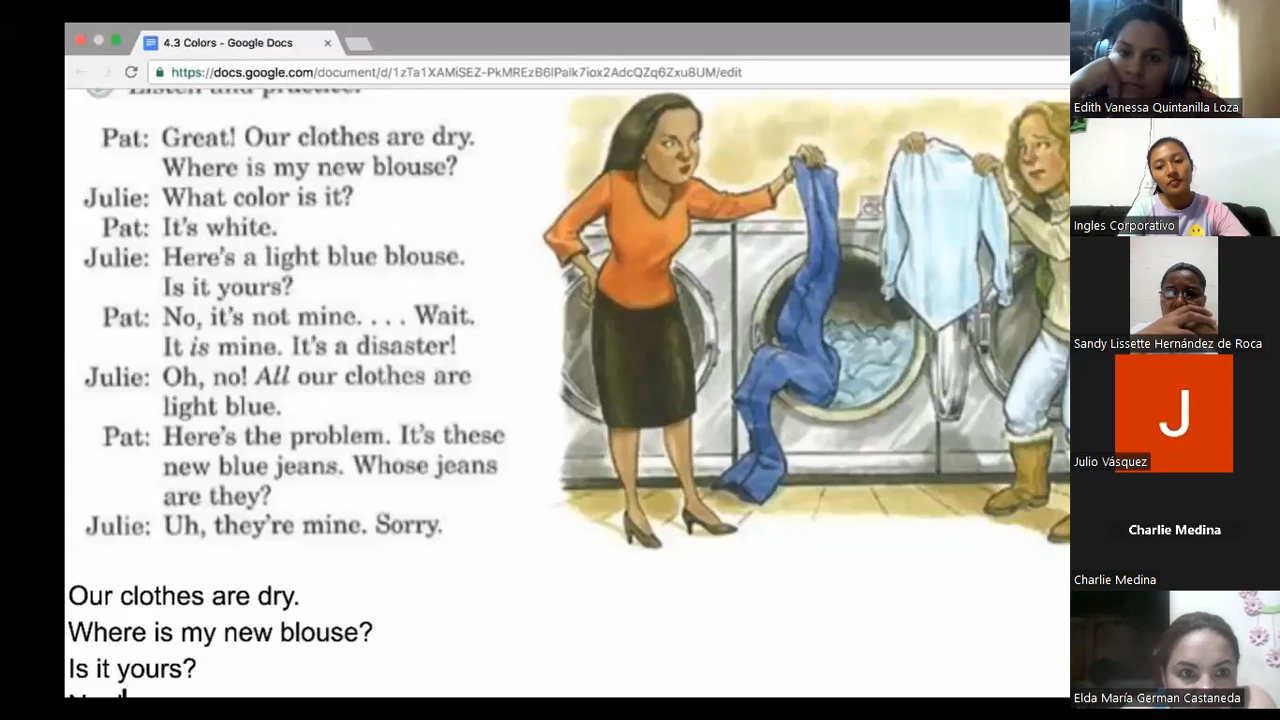 4.3 Colors - Google Docs
https://docs.google.com/document/d/1zTa1XAMiSEZ-PkMREzB6lPalk7iox2AdcQZq6Zxu8UM/edit
Listen and practice.
Pat: Great! Our clothes are dry.
Where is my new blouse?
Julie: What color is it?
Pat: It's white.
Julie: Here's a light blue blouse.
Is it yours?
Pat: No, it's not mine. . . . Wait.
It is mine. It's a disaster!
Julie: Oh, no! All our clothes are
light blue.
Pat: Here's the problem. It's these
new blue jeans. Whose jeans
are they?
Julie: Uh, they're mine. Sorry.
Our clothes are dry.
Where is my new blouse?
Is it yours?
Edith Vanessa Quintanilla Loza
Ingles Corporativo
Sandy Lissette Hernández de Roca
J
Julio Vásquez
Charlie Medina
Charlie Medina
Elda María German Castaneda